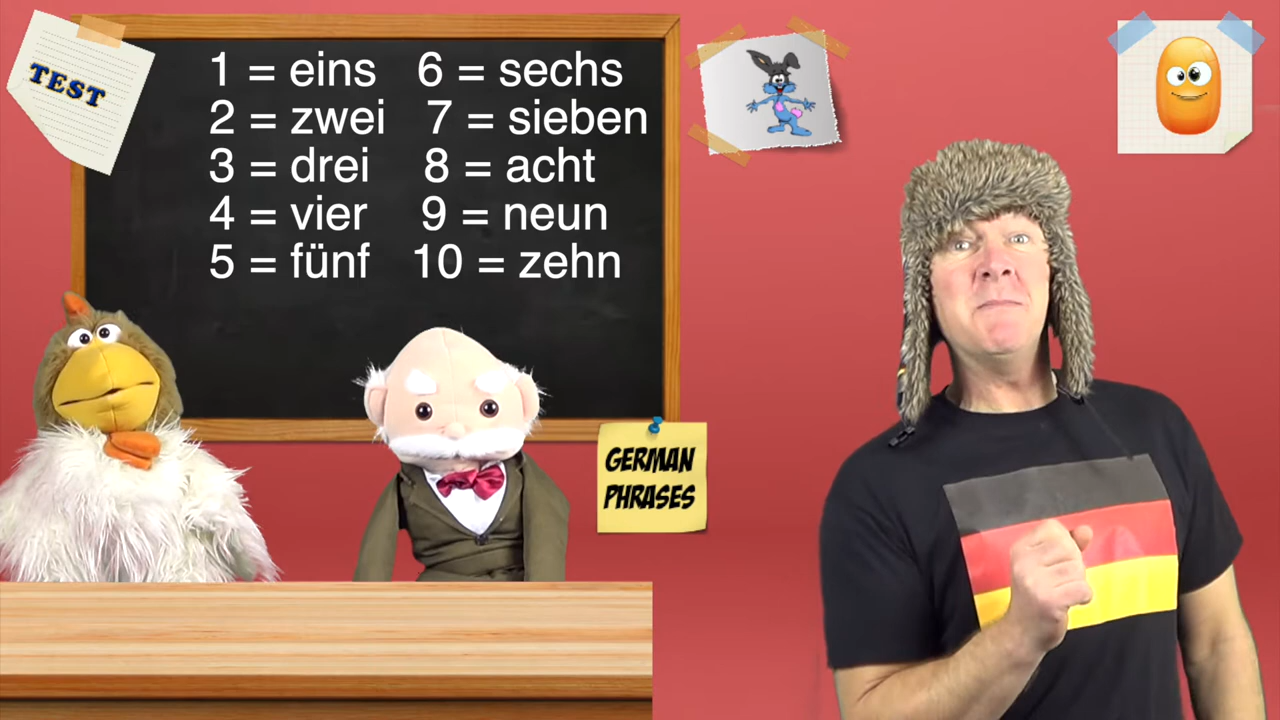 TEST
1 = eins 6 = sechs
2 = zwei 7 = sieben
3 = drei 8 = acht
4 = vier 9 = neun
5 = fünf 10 = zehn
GERMAN
PHRASES